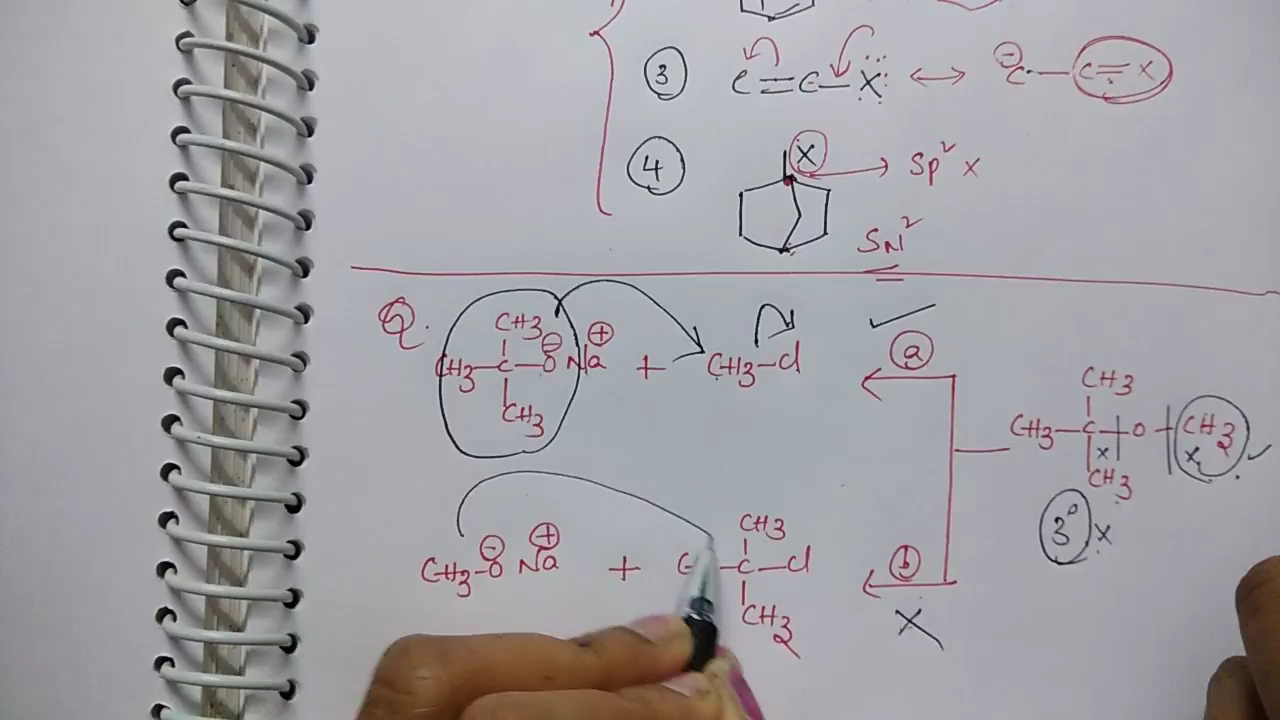 ③ C=C—X ↔ ⊖C—C=X
④ X → Sp² x
SN²
Q. CH3 ⊖ ⊕ ✓ ⓐ
CH3—C—O Na + CH3—Cl
CH3
CH3
CH3—C—O—CH3
x x
CH3
3° x
CH3—O⊖ Na⊕ + CH3 ⓑ
C—C—Cl
CH3 X